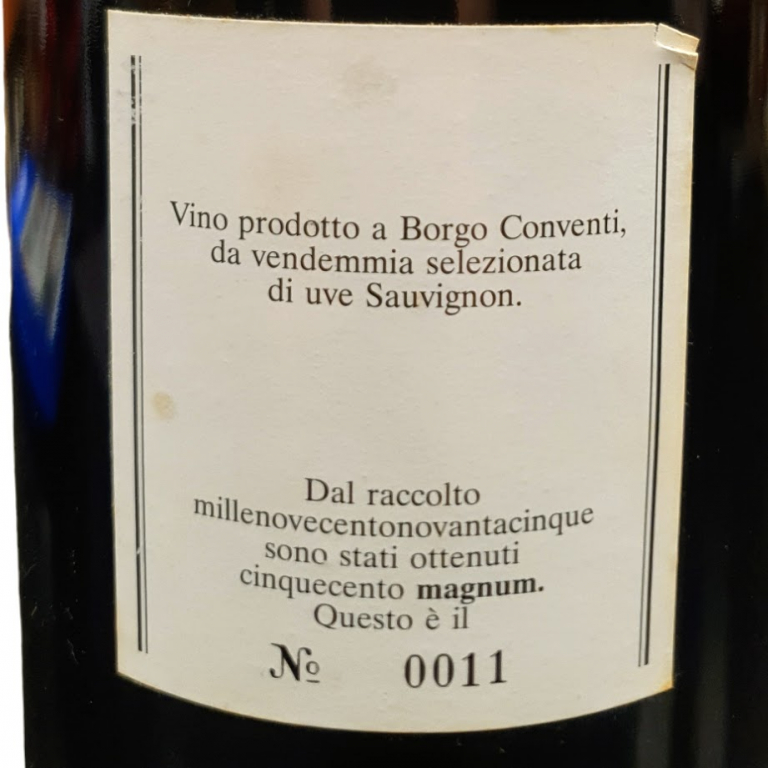 Vino prodotto a Borgo Conventi,
da vendemmia selezionata
di uve Sauvignon.
Dal raccolto
millenovecentonovantacinque
sono stati ottenuti
cinquecento magnum.
Questo è il
Nº 0011